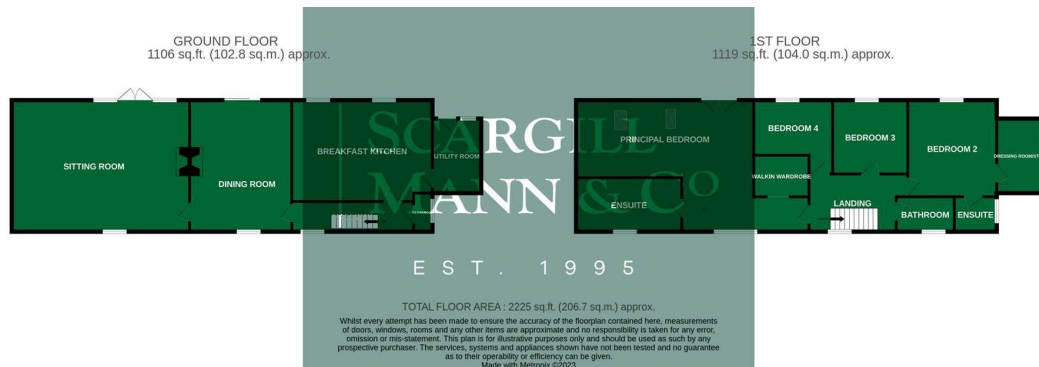 GROUND FLOOR
1106 sq.ft. (102.8 sq.m.) approx.
1ST FLOOR
1119 sq.ft. (104.0 sq.m.) approx.
SITTING ROOM
DINING ROOM
BREAKFAST KITCHEN
UTILITY ROOM
PRINCIPAL BEDROOM
ENSUITE
BEDROOM 4
WALKIN WARDROBE
BEDROOM 3
BEDROOM 2
LANDING
BATHROOM
ENSUITE
SCARGILL
MANN & CO
EST. 1995
TOTAL FLOOR AREA : 2225 sq.ft. (206.7 sq.m.) approx.
Whilst every attempt has been made to ensure the accuracy of the floorplan contained here, measurements
of doors, windows, rooms and any other items are approximate and no responsibility is taken for any error,
omission or mis-statement. This plan is for illustrative purposes only and should be used as such by any
prospective purchaser. The services, systems and appliances shown have not been tested and no guarantee
as to their operability or efficiency can be given.
Made with Metropix ©2023